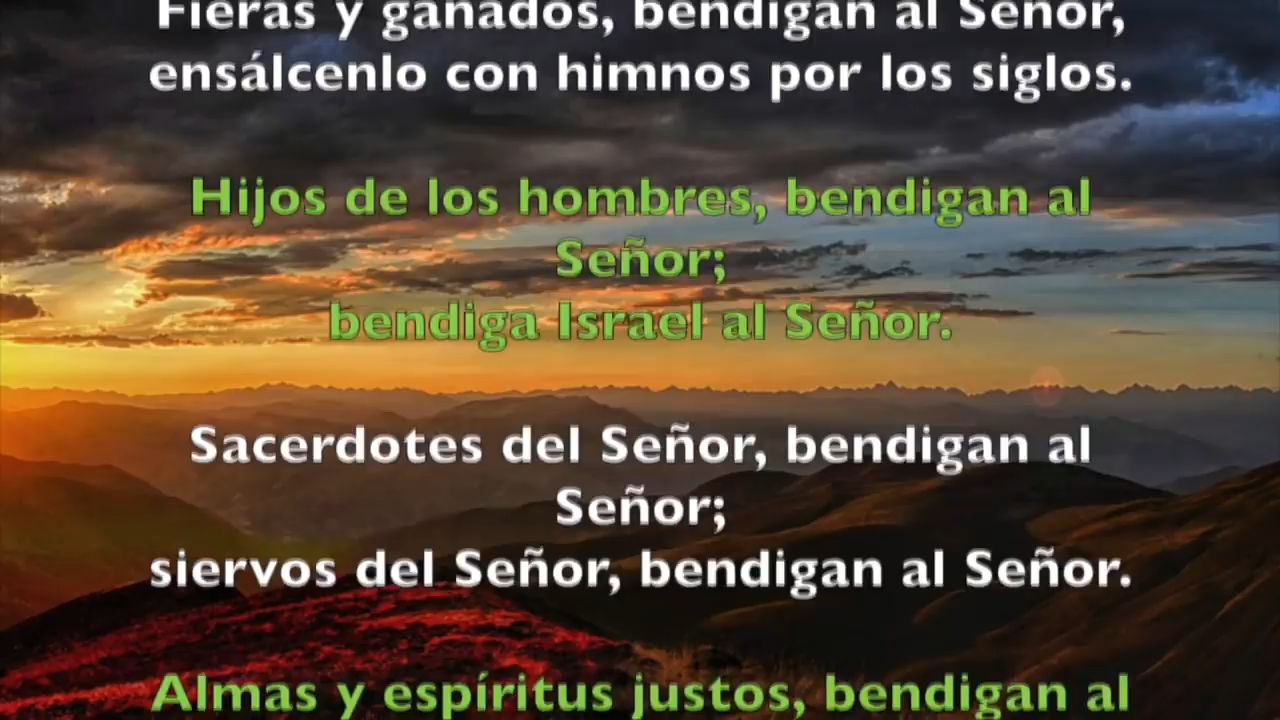 Fieras y ganados, bendigan al Señor,
ensálcenlo con himnos por los siglos.
Hijos de los hombres, bendigan al
Señor;
bendiga Israel al Señor.
Sacerdotes del Señor, bendigan al
Señor;
siervos del Señor, bendigan al Señor.
Almas y espíritus justos, bendigan al